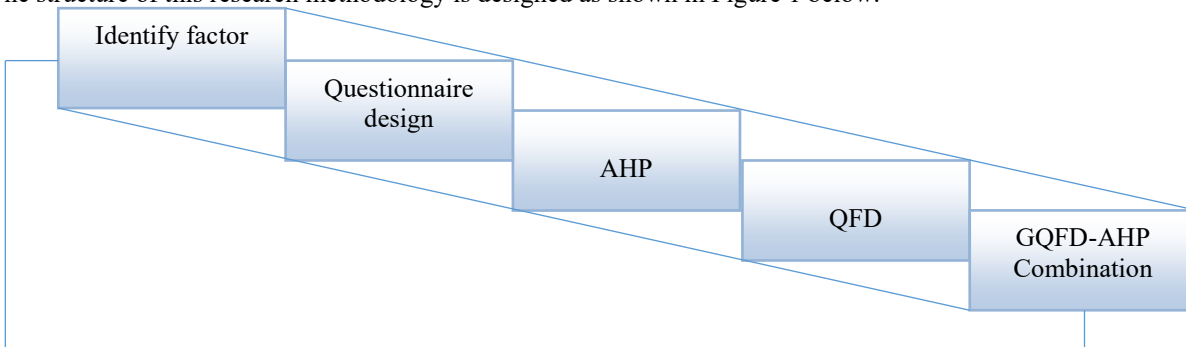 he structure of this research methodology is designed as shown in Figure 1 below.
Identify factor
Questionnaire
design
AHP
QFD
GQFD-AHP
Combination